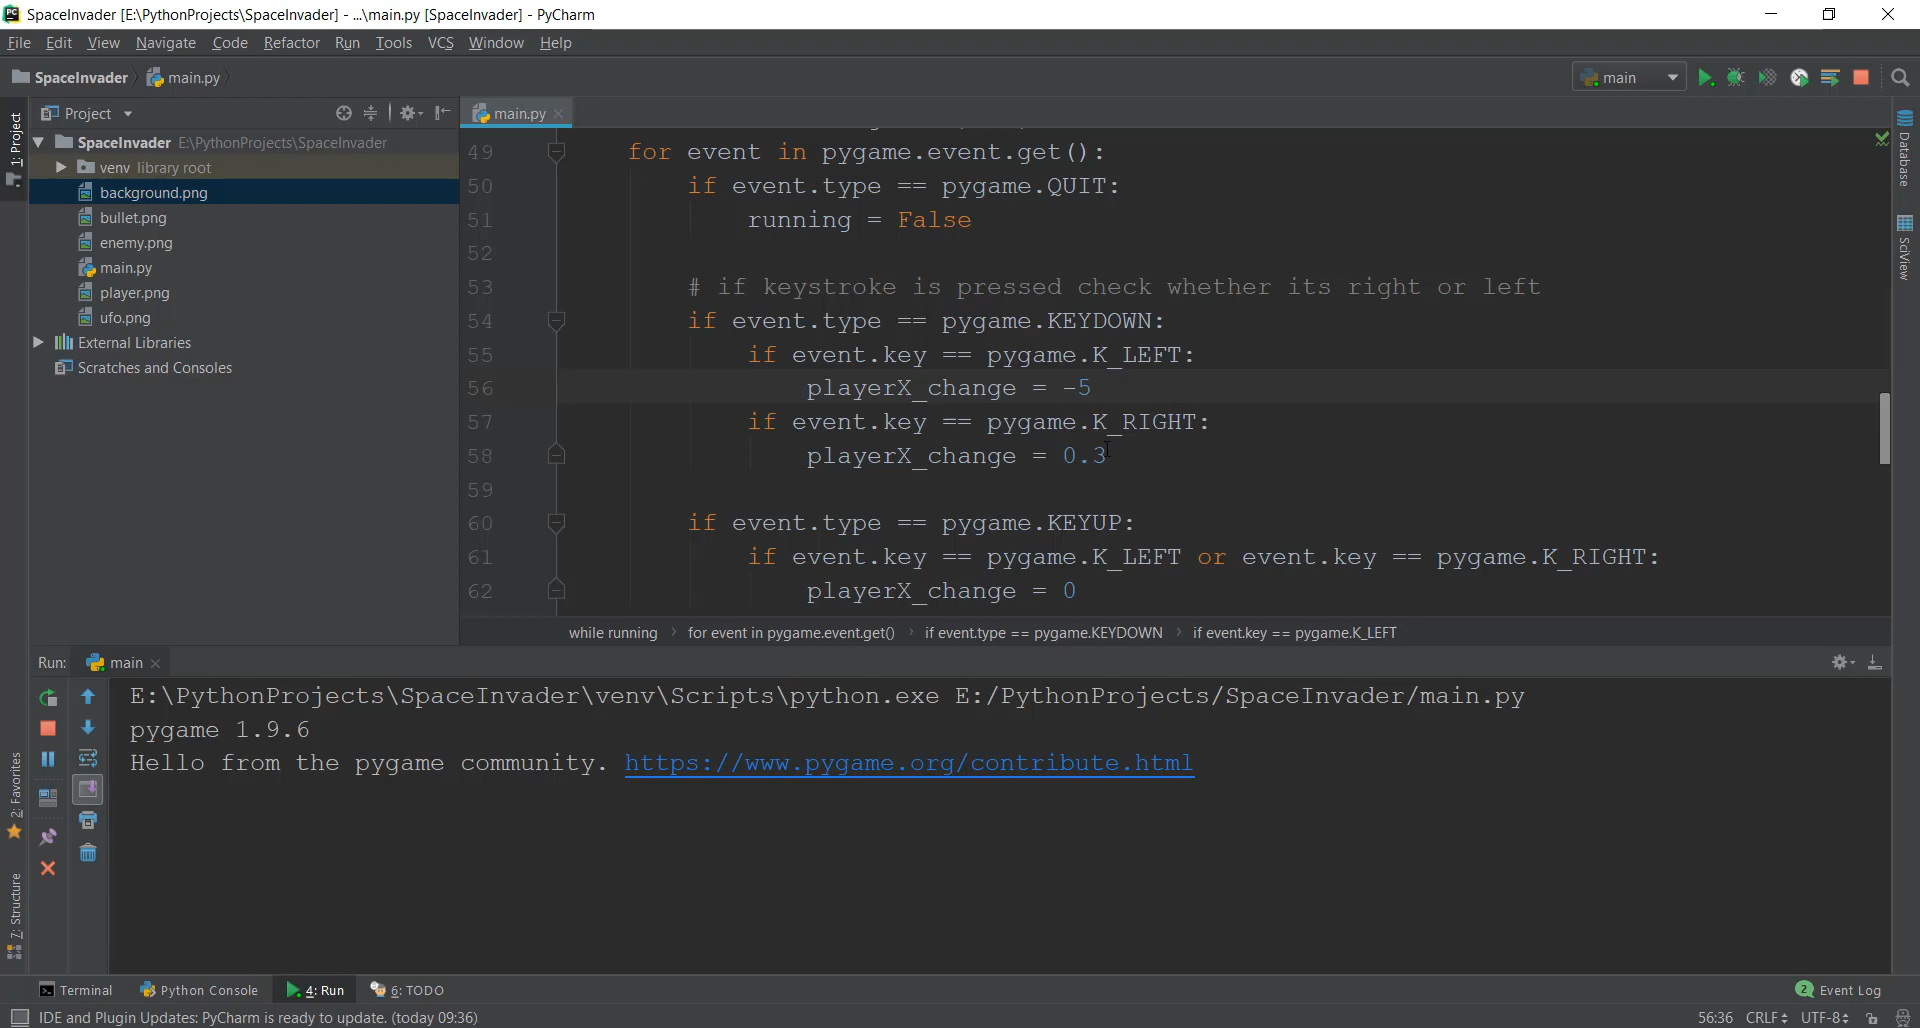 SpaceInvader [E:\PythonProjects\SpaceInvader] - ...\main.py [SpaceInvader] - PyCharm
File Edit View Navigate Code Refactor Run Tools VCS Window Help
SpaceInvader main.py
main
1: Project
Project
main.py
SpaceInvader E:\PythonProjects\SpaceInvader
venv library root
background.png
bullet.png
enemy.png
main.py
player.png
ufo.png
External Libraries
Scratches and Consoles
49 for event in pygame.event.get():
50 if event.type == pygame.QUIT:
51 running = False
52
53 # if keystroke is pressed check whether its right or left
54 if event.type == pygame.KEYDOWN:
55 if event.key == pygame.K_LEFT:
56 playerX_change = -5
57 if event.key == pygame.K_RIGHT:
58 playerX_change = 0.3
59
60 if event.type == pygame.KEYUP:
61 if event.key == pygame.K_LEFT or event.key == pygame.K_RIGHT:
62 playerX_change = 0
while running for event in pygame.event.get() if event.type == pygame.KEYDOWN if event.key == pygame.K_LEFT
Database
SciView
Run: main
E:\PythonProjects\SpaceInvader\venv\Scripts\python.exe E:/PythonProjects/SpaceInvader/main.py
pygame 1.9.6
Hello from the pygame community. https://www.pygame.org/contribute.html
2: Favorites
7: Structure
Terminal Python Console 4: Run 6: TODO 2 Event Log
IDE and Plugin Updates: PyCharm is ready to update. (today 09:36) 56:36 CRLF UTF-8